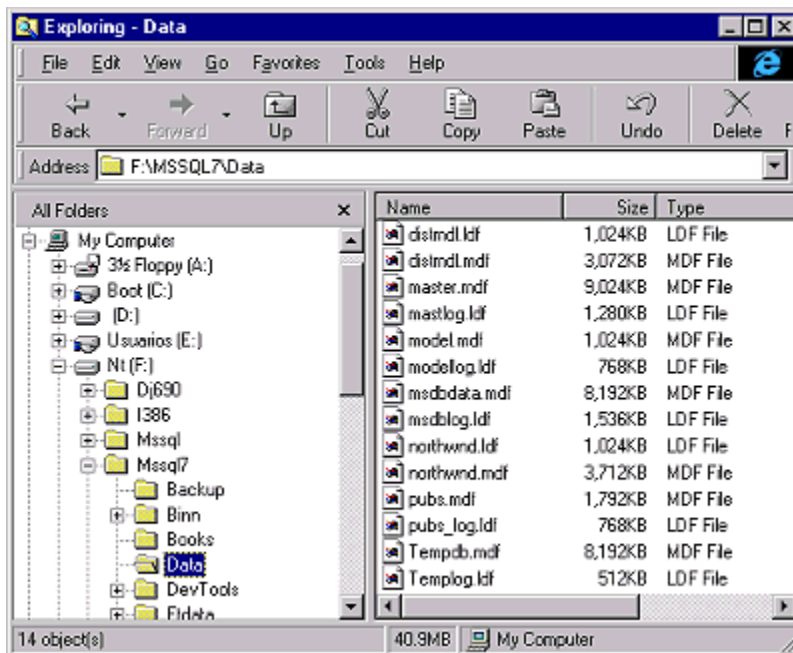 Exploring - Data
File Edit View Go Favorites Tools Help
Back Forward Up Cut Copy Paste Undo Delete F
Address F:\MSSQL7\Data
All Folders x
My Computer
3½ Floppy (A:)
Boot (C:)
(D:)
Usuarios (E:)
Nt (F:)
Dj690
I386
Mssql
Mssql7
Backup
Binn
Books
Data
DevTools
Ftdata
Name Size Type
distmdl.ldf 1,024KB LDF File
distmdl.mdf 3,072KB MDF File
master.mdf 9,024KB MDF File
mastlog.ldf 1,280KB LDF File
model.mdf 1,024KB MDF File
modellog.ldf 768KB LDF File
msdbdata.mdf 8,192KB MDF File
msdblog.ldf 1,536KB LDF File
northwnd.ldf 1,024KB LDF File
northwnd.mdf 3,712KB MDF File
pubs.mdf 1,792KB MDF File
pubs_log.ldf 768KB LDF File
Tempdb.mdf 8,192KB MDF File
Templog.ldf 512KB LDF File
14 object(s) 40.9MB My Computer